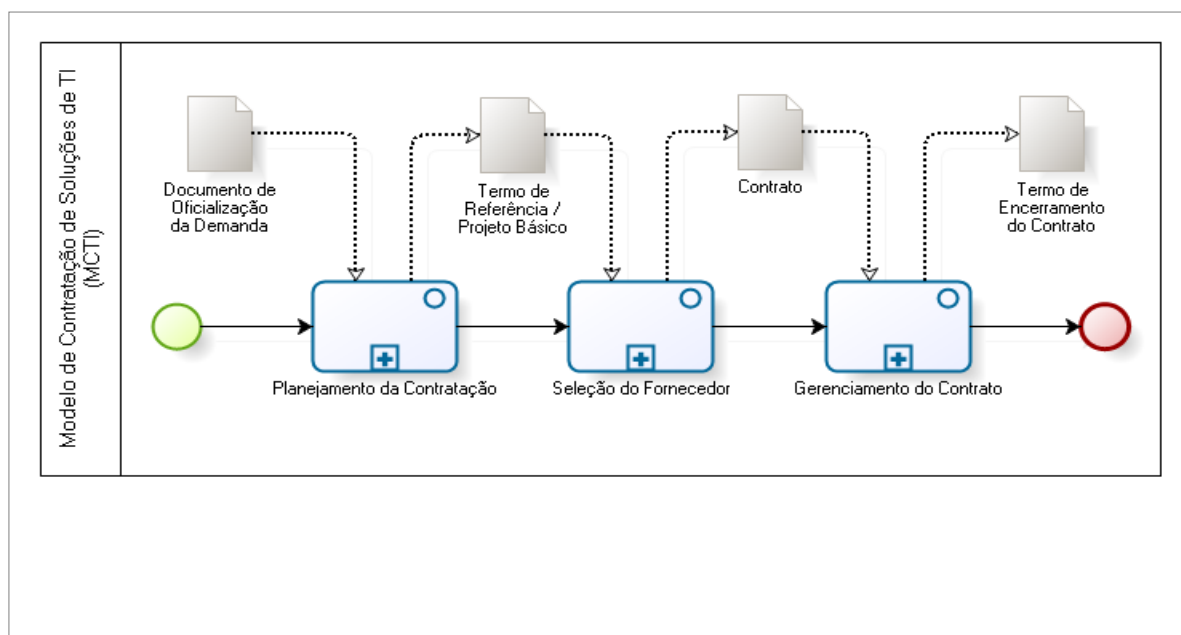 Modelo de Contratação de Soluções de TI
(MCTI)
Documento de
Oficialização
da Demanda
Termo de
Referência /
Projeto Básico
Contrato
Termo de
Encerramento
do Contrato
Planejamento da Contratação
Seleção do Fornecedor
Gerenciamento do Contrato